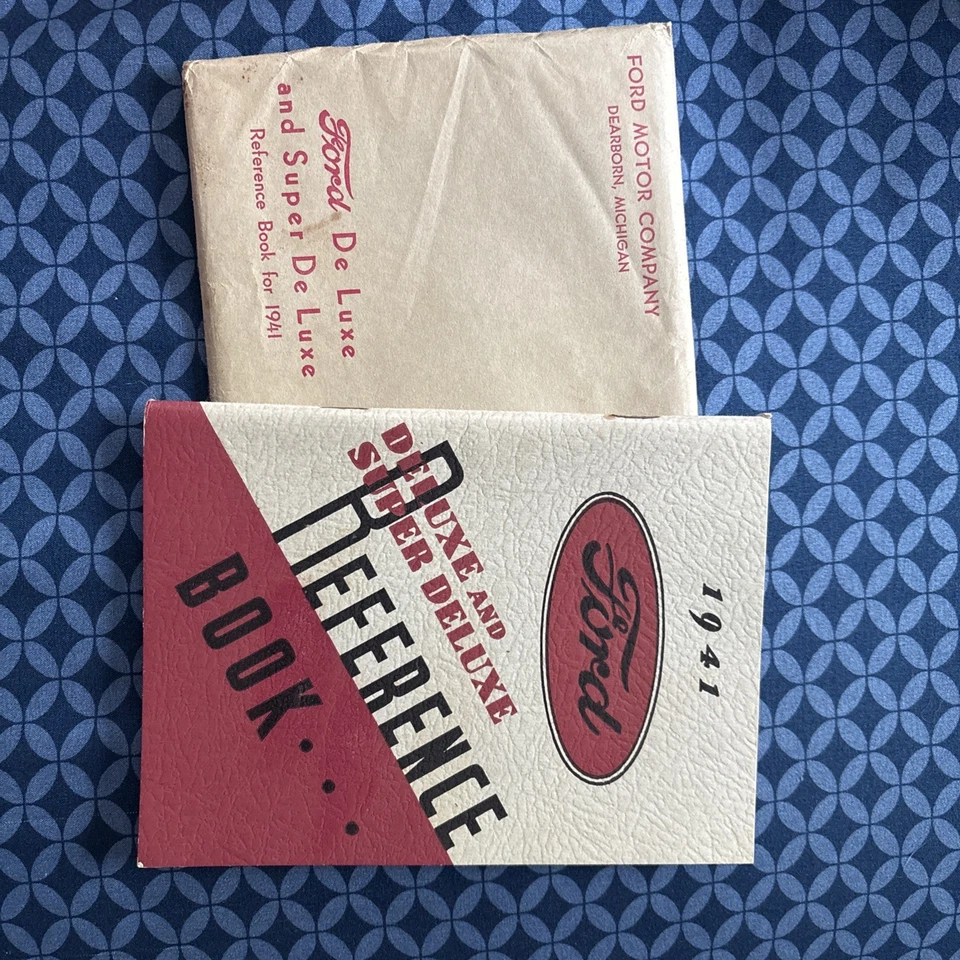 FORD MOTOR COMPANY
DEARBORN, MICHIGAN
Ford De Luxe
and Super De Luxe
Reference Book for 1941
1941
Ford
DELUXE AND
SUPER DELUXE
REFERENCE
BOOK...